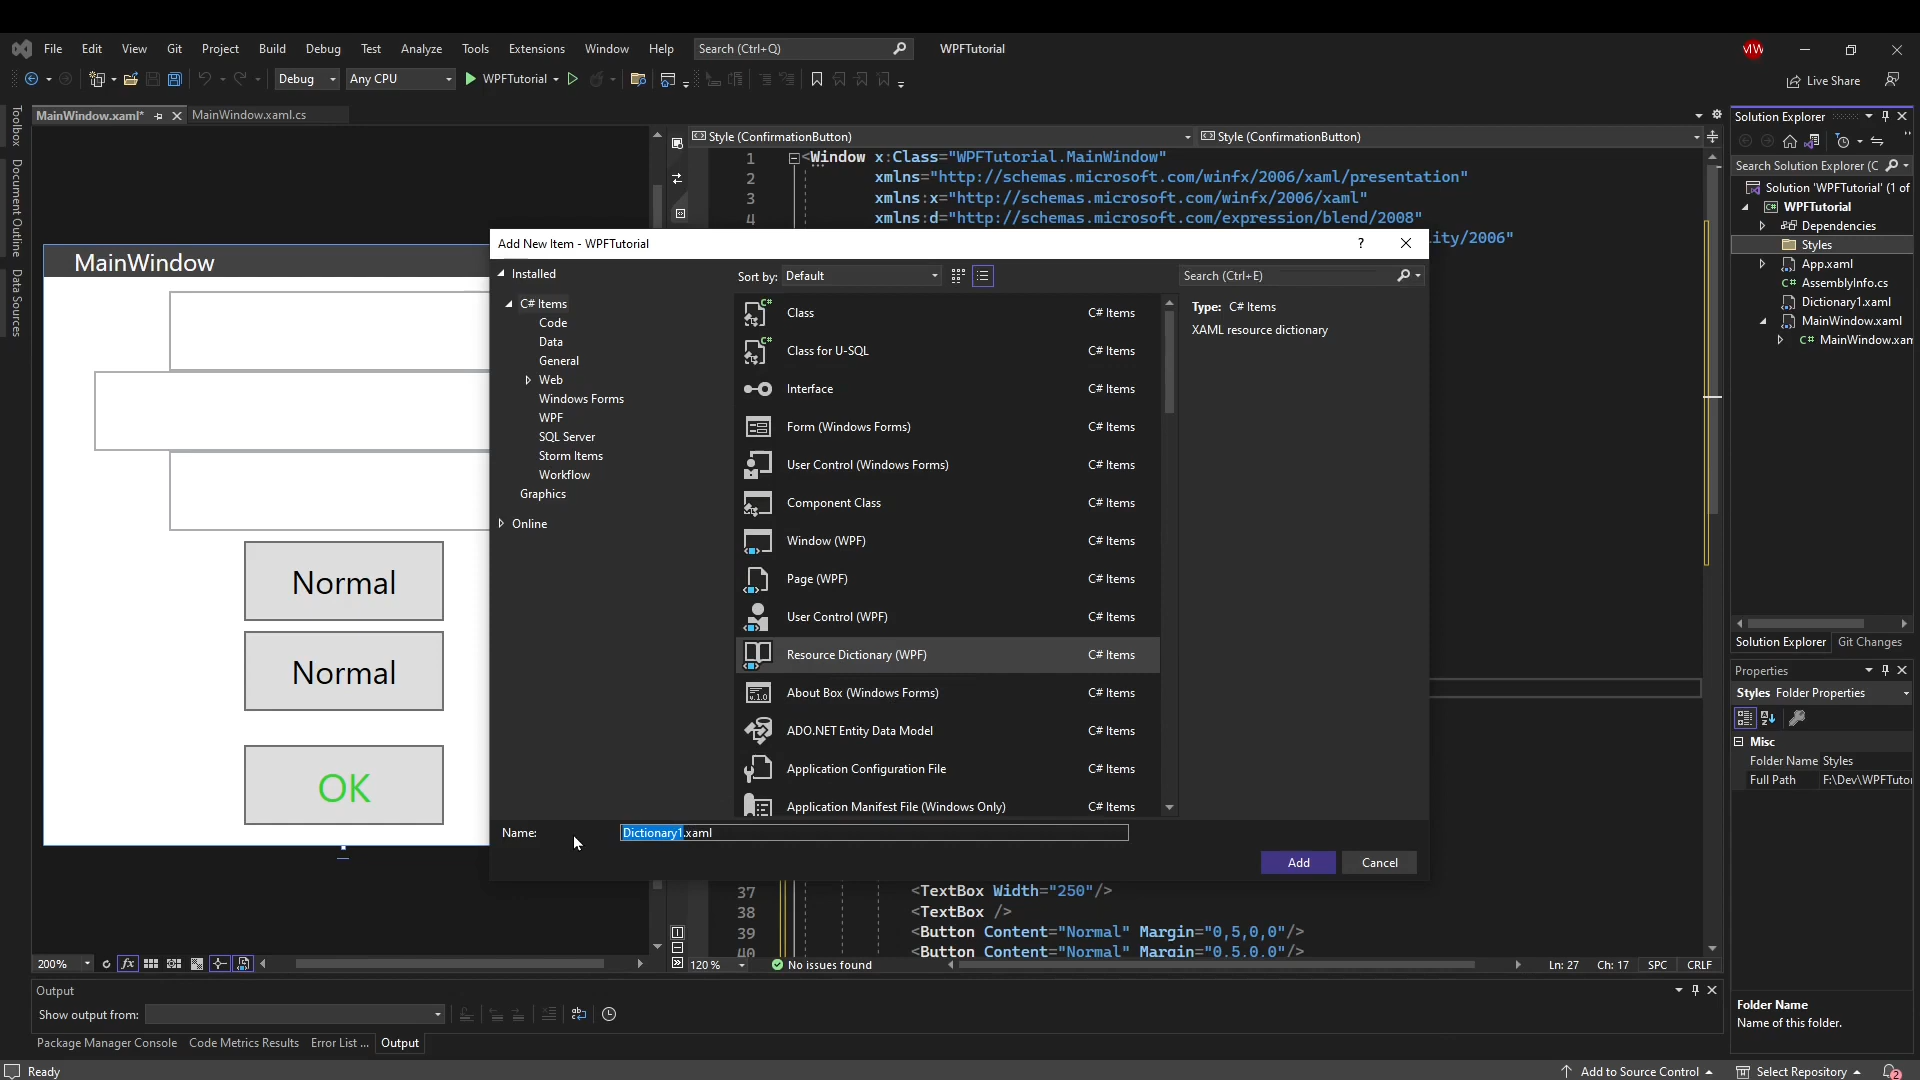 File Edit View Git Project Build Debug Test Analyze Tools Extensions Window Help Search (Ctrl+Q) WPFTutorial MW
Debug Any CPU WPFTutorial Live Share
MainWindow.xaml* MainWindow.xaml.cs
Toolbox
Document Outline
Data Sources
MainWindow
Normal
Normal
OK
200%
Style (ConfirmationButton) Style (ConfirmationButton)
1 <Window x:Class="WPFTutorial.MainWindow"
2 xmlns="http://schemas.microsoft.com/winfx/2006/xaml/presentation"
3 xmlns:x="http://schemas.microsoft.com/winfx/2006/xaml"
4 xmlns:d="http://schemas.microsoft.com/expression/blend/2008"
ity/2006"
Add New Item - WPFTutorial
Installed
C# Items
Code
Data
General
Web
Windows Forms
WPF
SQL Server
Storm Items
Workflow
Graphics
Online
Sort by: Default
Search (Ctrl+E)
Class C# Items
Class for U-SQL C# Items
Interface C# Items
Form (Windows Forms) C# Items
User Control (Windows Forms) C# Items
Component Class C# Items
Window (WPF) C# Items
Page (WPF) C# Items
User Control (WPF) C# Items
Resource Dictionary (WPF) C# Items
About Box (Windows Forms) C# Items
ADO.NET Entity Data Model C# Items
Application Configuration File C# Items
Application Manifest File (Windows Only) C# Items
Type: C# Items
XAML resource dictionary
Name: Dictionary1.xaml
Add Cancel
37 <TextBox Width="250"/>
38 <TextBox />
39 <Button Content="Normal" Margin="0,5,0,0"/>
40 <Button Content="Normal" Margin="0,5,0,0"/>
120 % No issues found Ln: 27 Ch: 17 SPC CRLF
Solution Explorer
Search Solution Explorer (C
Solution 'WPFTutorial' (1 of
WPFTutorial
Dependencies
Styles
App.xaml
C# AssemblyInfo.cs
Dictionary1.xaml
MainWindow.xaml
C# MainWindow.xam
Solution Explorer Git Changes
Properties
Styles Folder Properties
Misc
Folder Name Styles
Full Path F:\Dev\WPFTutor
Folder Name
Name of this folder.
Output
Show output from:
Package Manager Console Code Metrics Results Error List ... Output
Ready Add to Source Control Select Repository 2